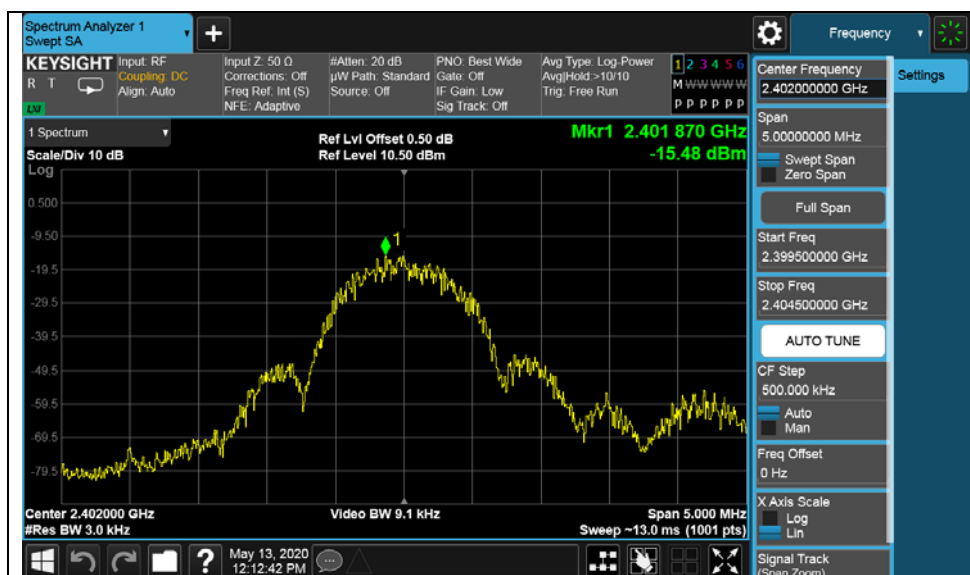 Spectrum Analyzer 1
Swept SA
+
Frequency
KEYSIGHT
R T
LXI
Input: RF
Coupling: DC
Align: Auto
Input Z: 50 Ω
Corrections: Off
Freq Ref: Int (S)
NFE: Adaptive
#Atten: 20 dB
µW Path: Standard
Source: Off
PNO: Best Wide
Gate: Off
IF Gain: Low
Sig Track: Off
Avg Type: Log-Power
Avg|Hold:>10/10
Trig: Free Run
1 2 3 4 5 6
M W W W W W
P P P P P P
1 Spectrum
Scale/Div 10 dB
Log
Ref Lvl Offset 0.50 dB
Ref Level 10.50 dBm
Mkr1 2.401 870 GHz
-15.48 dBm
0.500
-9.50
-19.5
-29.5
-39.5
-49.5
-59.5
-69.5
-79.5
1
Center 2.402000 GHz
#Res BW 3.0 kHz
Video BW 9.1 kHz
Span 5.000 MHz
Sweep ~13.0 ms (1001 pts)
?
May 13, 2020
12:12:42 PM
Center Frequency
2.402000000 GHz
Settings
Span
5.00000000 MHz
Swept Span
Zero Span
Full Span
Start Freq
2.399500000 GHz
Stop Freq
2.404500000 GHz
AUTO TUNE
CF Step
500.000 kHz
Auto
Man
Freq Offset
0 Hz
X Axis Scale
Log
Lin
Signal Track
(Span Zoom)